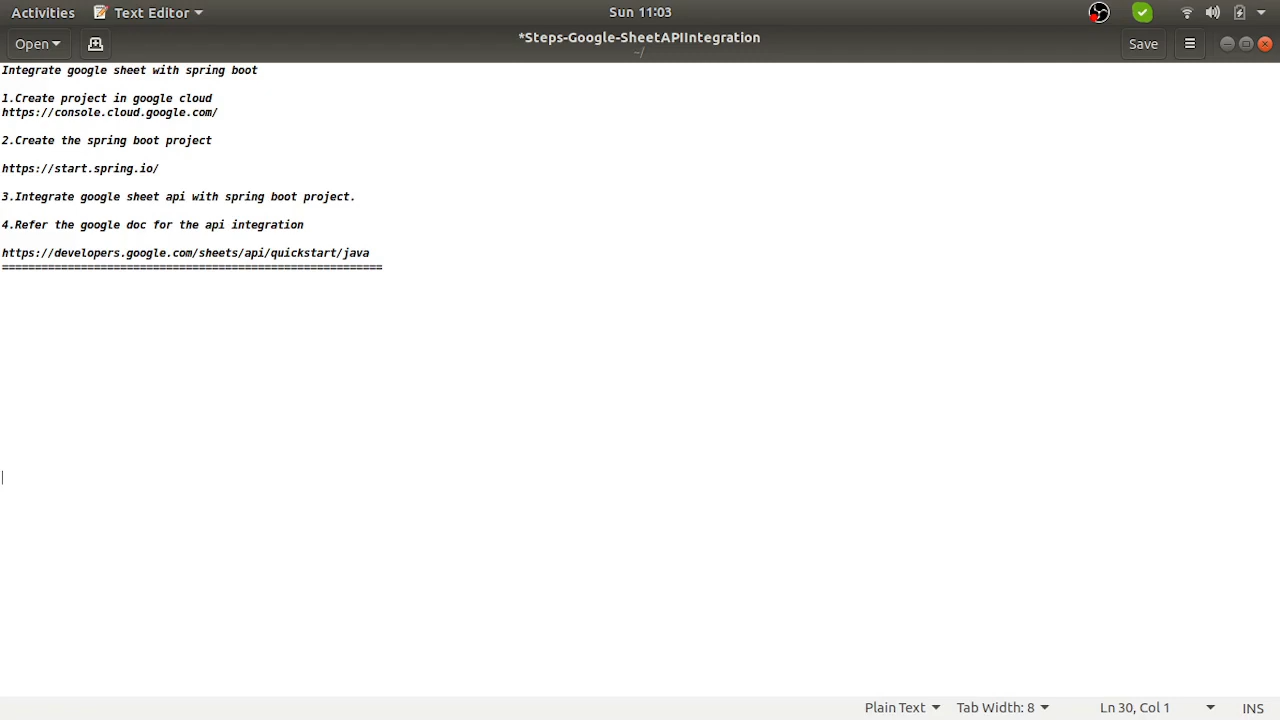 Activities Text Editor Sun 11:03
Open *Steps-Google-SheetAPIIntegration Save
~/
Integrate google sheet with spring boot
1.Create project in google cloud
https://console.cloud.google.com/
2.Create the spring boot project
https://start.spring.io/
3.Integrate google sheet api with spring boot project.
4.Refer the google doc for the api integration
https://developers.google.com/sheets/api/quickstart/java
==========================================================
Plain Text Tab Width: 8 Ln 30, Col 1 INS